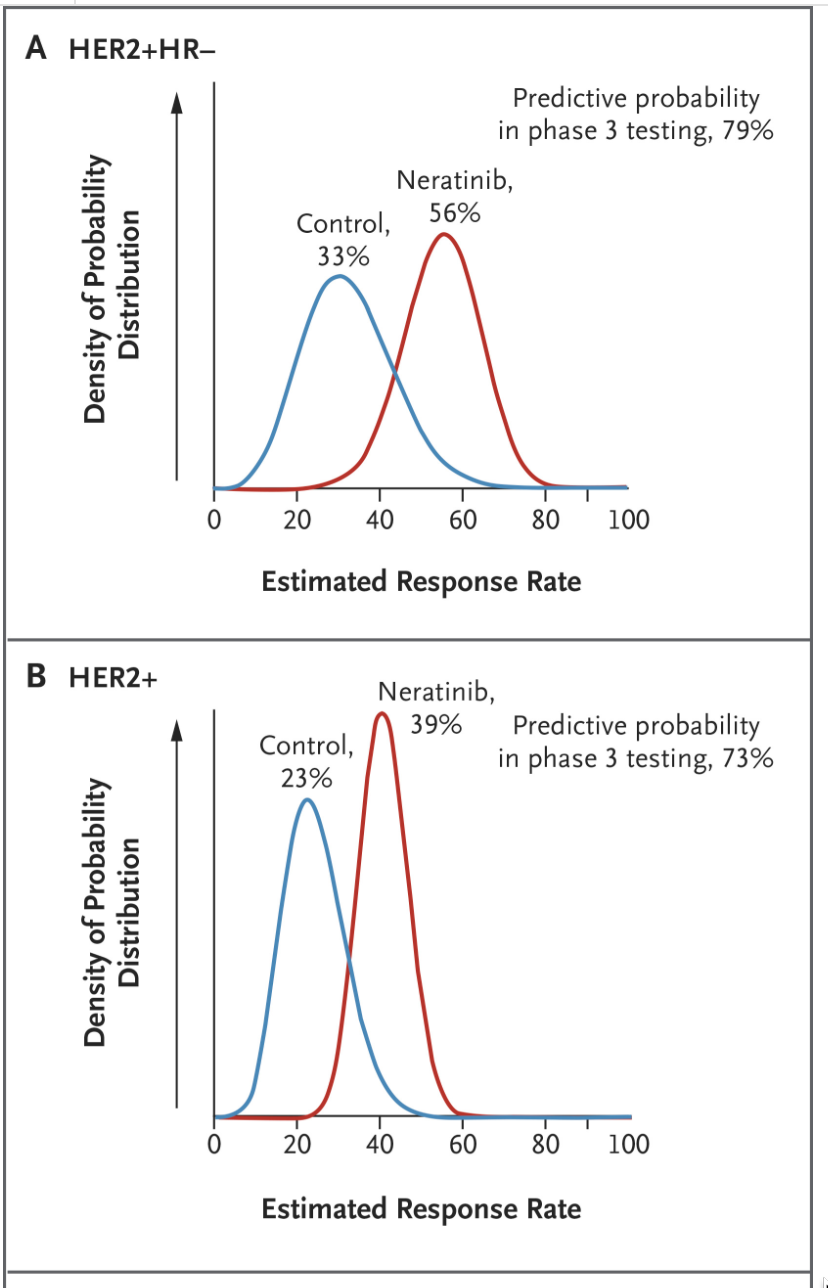 A HER2+HR–
Predictive probability
in phase 3 testing, 79%
Neratinib,
56%
Control,
33%
Density of Probability
Distribution
0 20 40 60 80 100
Estimated Response Rate
B HER2+
Neratinib,
39%
Predictive probability
in phase 3 testing, 73%
Control,
23%
Density of Probability
Distribution
0 20 40 60 80 100
Estimated Response Rate